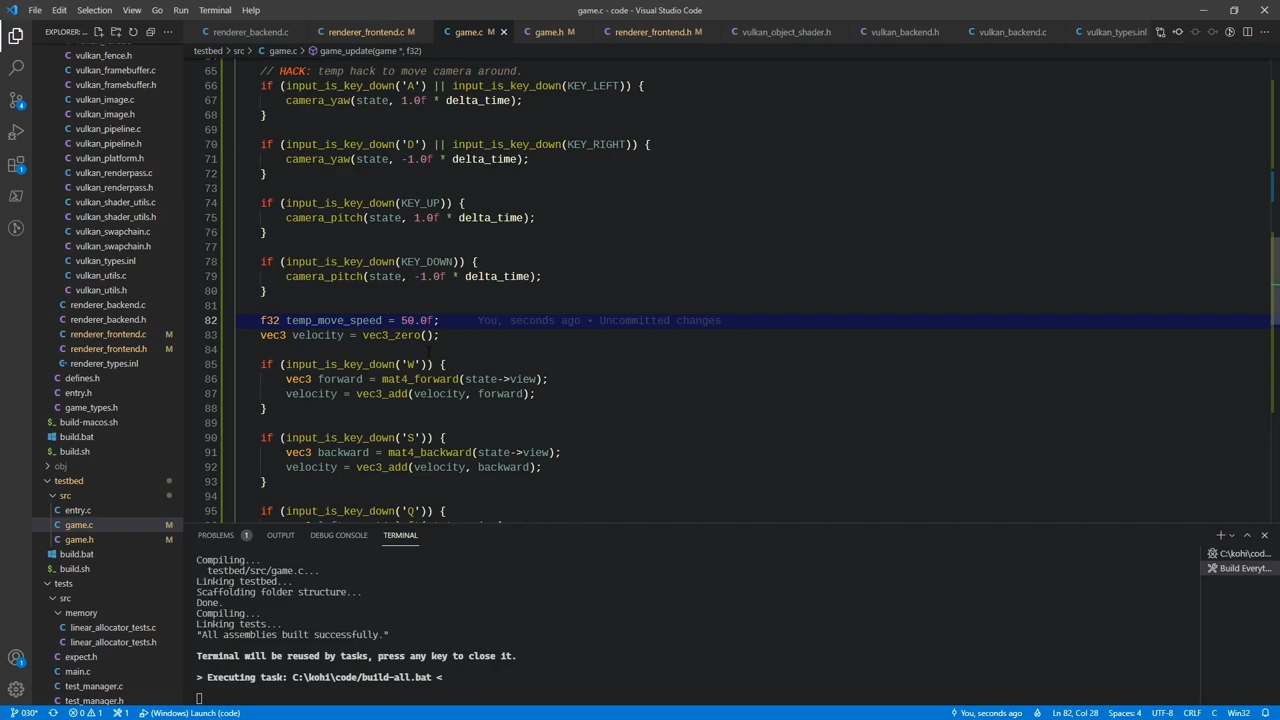 File Edit Selection View Go Run Terminal Help
game.c - code - Visual Studio Code
EXPLORER: ...
renderer_backend.c
renderer_frontend.c M
game.c M
game.h M
renderer_frontend.h M
vulkan_object_shader.h
vulkan_backend.h
vulkan_backend.c
vulkan_types.inl
testbed > src > game.c > game_update(game *, f32)
vulkan_fence.h
vulkan_framebuffer.c
vulkan_framebuffer.h
vulkan_image.c
vulkan_image.h
vulkan_pipeline.c
vulkan_pipeline.h
vulkan_platform.h
vulkan_renderpass.c
vulkan_renderpass.h
vulkan_shader_utils.c
vulkan_shader_utils.h
vulkan_swapchain.c
vulkan_swapchain.h
vulkan_types.inl
vulkan_utils.c
vulkan_utils.h
renderer_backend.c
renderer_backend.h
renderer_frontend.c M
renderer_frontend.h M
renderer_types.inl
defines.h
entry.h
game_types.h
build-macos.sh
build.bat
build.sh
obj
testbed
src
entry.c
game.c M
game.h M
build.bat
build.sh
tests
src
memory
linear_allocator_tests.c
linear_allocator_tests.h
expect.h
main.c
test_manager.c
test_manager.h
65 // HACK: temp hack to move camera around.
66 if (input_is_key_down('A') || input_is_key_down(KEY_LEFT)) {
67 camera_yaw(state, 1.0f * delta_time);
68 }
69
70 if (input_is_key_down('D') || input_is_key_down(KEY_RIGHT)) {
71 camera_yaw(state, -1.0f * delta_time);
72 }
73
74 if (input_is_key_down(KEY_UP)) {
75 camera_pitch(state, 1.0f * delta_time);
76 }
77
78 if (input_is_key_down(KEY_DOWN)) {
79 camera_pitch(state, -1.0f * delta_time);
80 }
81
82 f32 temp_move_speed = 50.0f; You, seconds ago • Uncommitted changes
83 vec3 velocity = vec3_zero();
84
85 if (input_is_key_down('W')) {
86 vec3 forward = mat4_forward(state->view);
87 velocity = vec3_add(velocity, forward);
88 }
89
90 if (input_is_key_down('S')) {
91 vec3 backward = mat4_backward(state->view);
92 velocity = vec3_add(velocity, backward);
93 }
94
95 if (input_is_key_down('Q')) {
PROBLEMS 1 OUTPUT DEBUG CONSOLE TERMINAL
Compiling...
testbed/src/game.c...
Linking testbed...
Scaffolding folder structure...
Done.
Compiling...
Linking tests...
"All assemblies built successfully."
Terminal will be reused by tasks, press any key to close it.
> Executing task: C:\kohi\code/build-all.bat <
C:\kohi\cod...
Build Everyt...
030* 0 1 1 (Windows) Launch (code)
You, seconds ago Ln 82, Col 28 Spaces: 4 UTF-8 CRLF C Win32